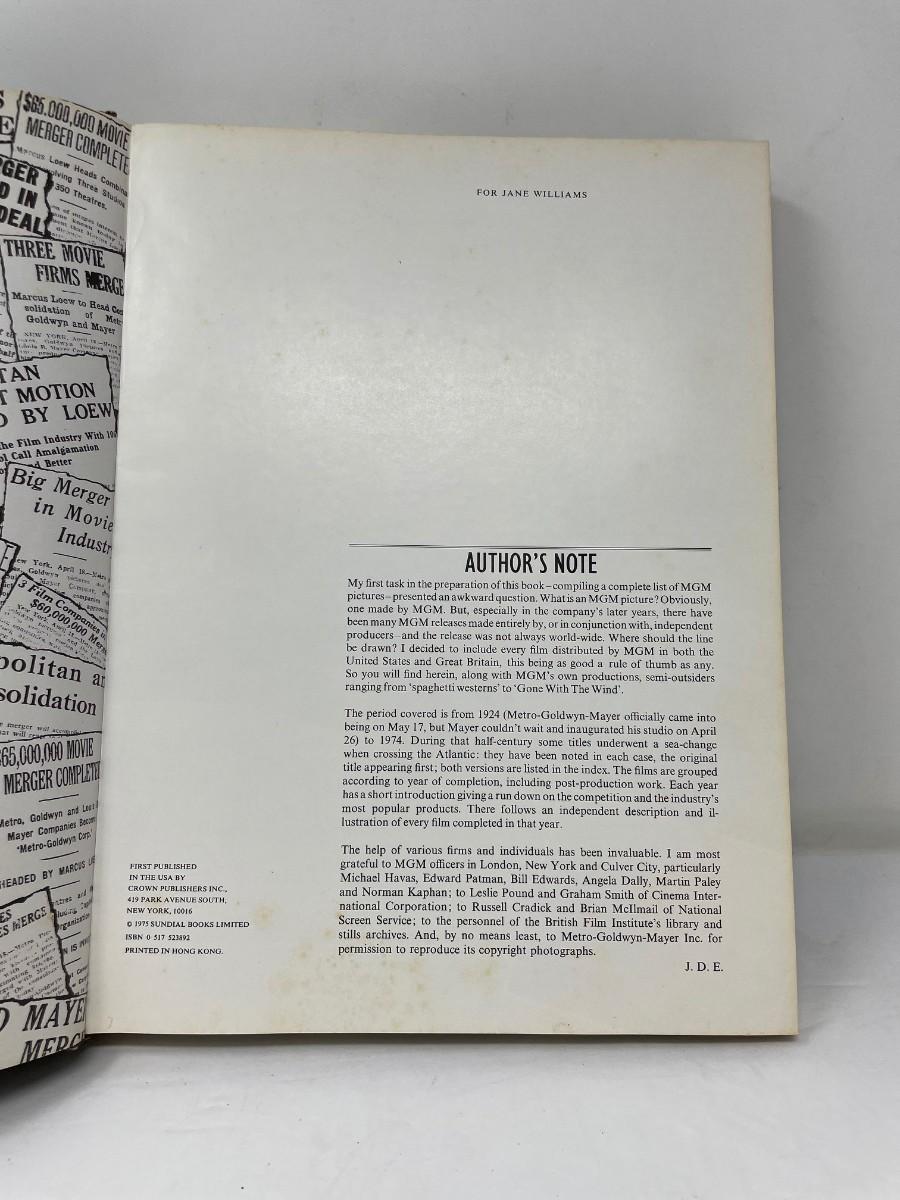 $65,000,000 MOVIE
MERGER COMPLETE
Marcus Loew Heads
350 Theatres.
D IN
DEAL
THREE MOVIE
FIRMS MERGE
Marcus Loew to Head
solidation of
Goldwyn and Mayer
TAN
T MOTION
BY LOEW
he Film Industry With
Call Amalgamation
Better
Big Merger
in Movie
Industr
3 Film Companies
$60,000,000
politan
solidation
$65,000,000 MOVIE
MERGER COMPLETE
Metro, Goldwyn and
Mayer Companies Become
'Metro-Goldwyn Corp.'
HEADED BY MARCUS
MERGE
MAYE
MERG
FOR JANE WILLIAMS
AUTHOR'S NOTE
My first task in the preparation of this book–compiling a complete list of MGM
pictures–presented an awkward question. What is an MGM picture? Obviously,
one made by MGM. But, especially in the company's later years, there have
been many MGM releases made entirely by, or in conjunction with, independent
producers–and the release was not always world-wide. Where should the line
be drawn? I decided to include every film distributed by MGM in both the
United States and Great Britain, this being as good a rule of thumb as any.
So you will find herein, along with MGM's own productions, semi-outsiders
ranging from 'spaghetti westerns' to 'Gone With The Wind'.
The period covered is from 1924 (Metro-Goldwyn-Mayer officially came into
being on May 17, but Mayer couldn't wait and inaugurated his studio on April
26) to 1974. During that half-century some titles underwent a sea-change
when crossing the Atlantic: they have been noted in each case, the original
title appearing first; both versions are listed in the index. The films are grouped
according to year of completion, including post-production work. Each year
has a short introduction giving a run down on the competition and the industry's
most popular products. There follows an independent description and il-
lustration of every film completed in that year.
The help of various firms and individuals has been invaluable. I am most
grateful to MGM officers in London, New York and Culver City, particularly
Michael Havas, Edward Patman, Bill Edwards, Angela Dally, Martin Paley
and Norman Kaphan; to Leslie Pound and Graham Smith of Cinema Inter-
national Corporation; to Russell Cradick and Brian McIlmail of National
Screen Service; to the personnel of the British Film Institute's library and
stills archives. And, by no means least, to Metro-Goldwyn-Mayer Inc. for
permission to reproduce its copyright photographs.
J. D. E.
FIRST PUBLISHED
IN THE USA BY
CROWN PUBLISHERS INC.,
419 PARK AVENUE SOUTH,
NEW YORK, 10016
© 1975 SUNDIAL BOOKS LIMITED
ISBN 0 517 523892
PRINTED IN HONG KONG.